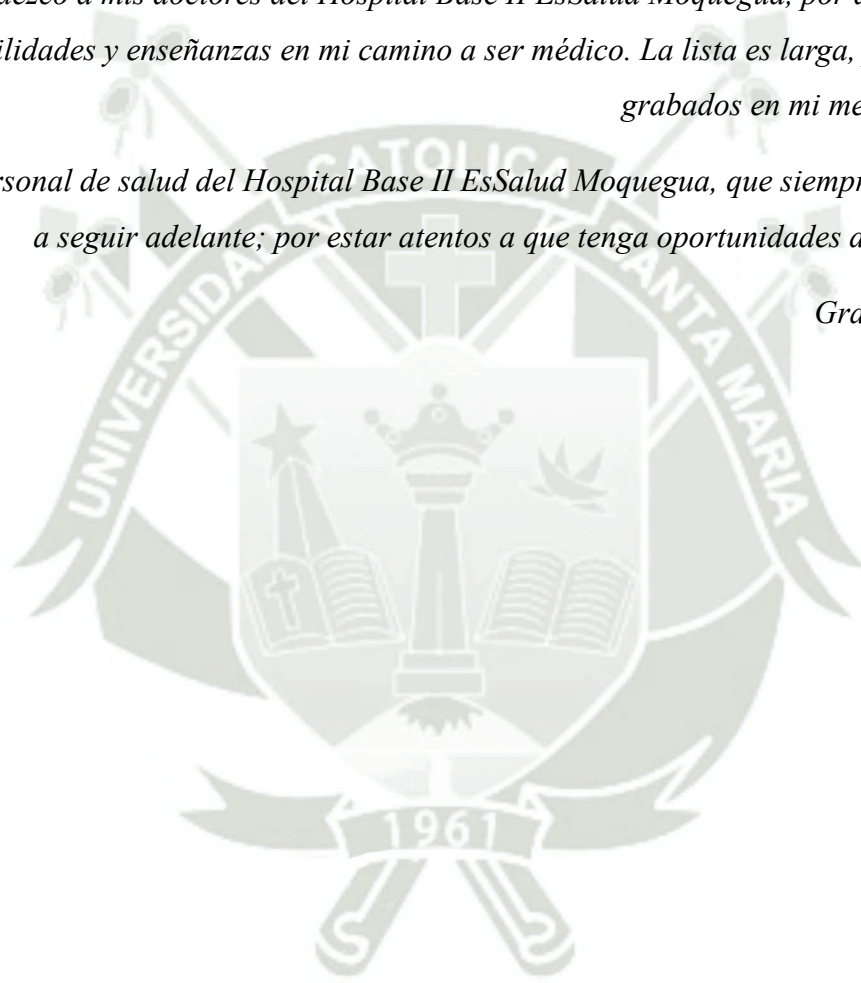 a mis doctores del Hospital Base II EsSalud Moquegua, por
ilidades y enseñanzas en mi camino a ser médico. La lista es larga,
grabados en mi me
rsonal de salud del Hospital Base II EsSalud Moquegua, que siempr
a seguir adelante; por estar atentos a que tenga oportunidades
Gra
UNIVERSIDAD CATOLICA SANTA MARIA
1961